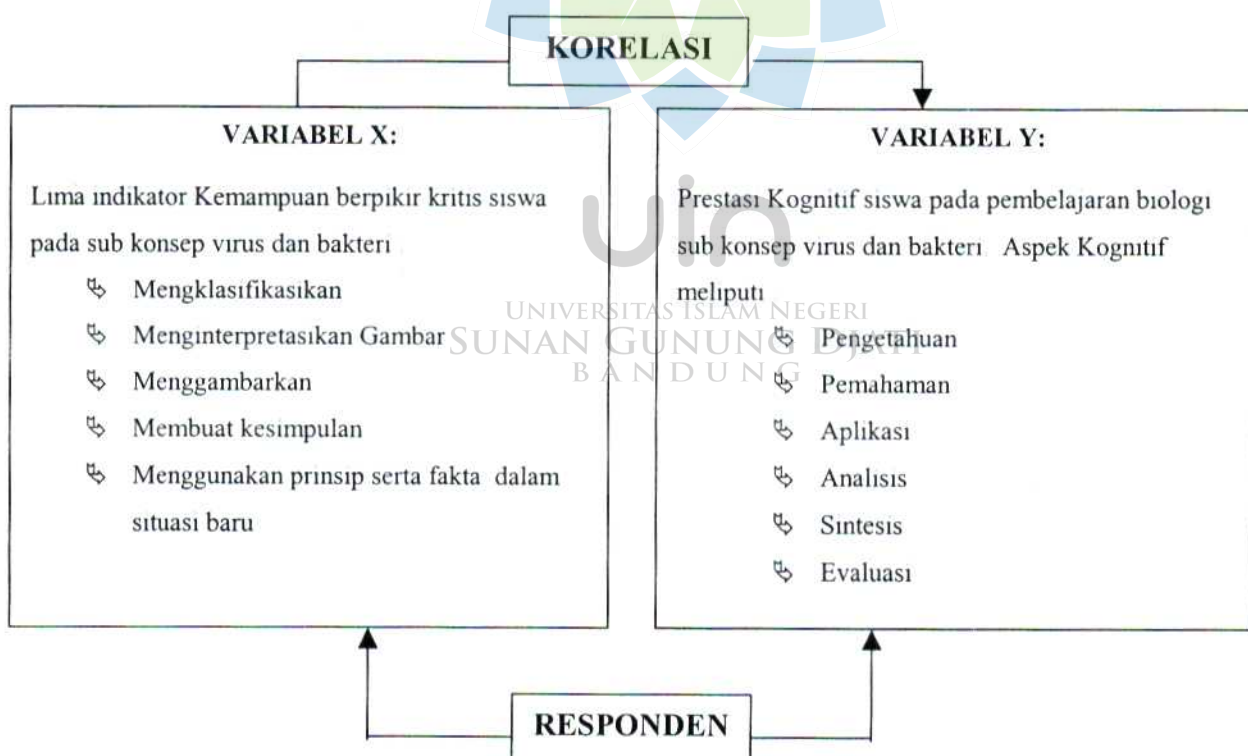 KORELASI
VARIABEL X:
Lima indikator Kemampuan berpikir kritis siswa
pada sub konsep virus dan bakteri
Mengklasifikasikan
Menginterpretasikan Gambar
Menggambarkan
Membuat kesimpulan
Menggunakan prinsip serta fakta dalam
situasi baru
VARIABEL Y:
Prestasi Kognitif siswa pada pembelajaran biologi
sub konsep virus dan bakteri Aspek Kognitif
meliputi
Pengetahuan
Pemahaman
Aplikasi
Analisis
Sintesis
Evaluasi
uin
UNIVERSITAS ISLAM NEGERI
SUNAN GUNUNG DJATI
BANDUNG
RESPONDEN